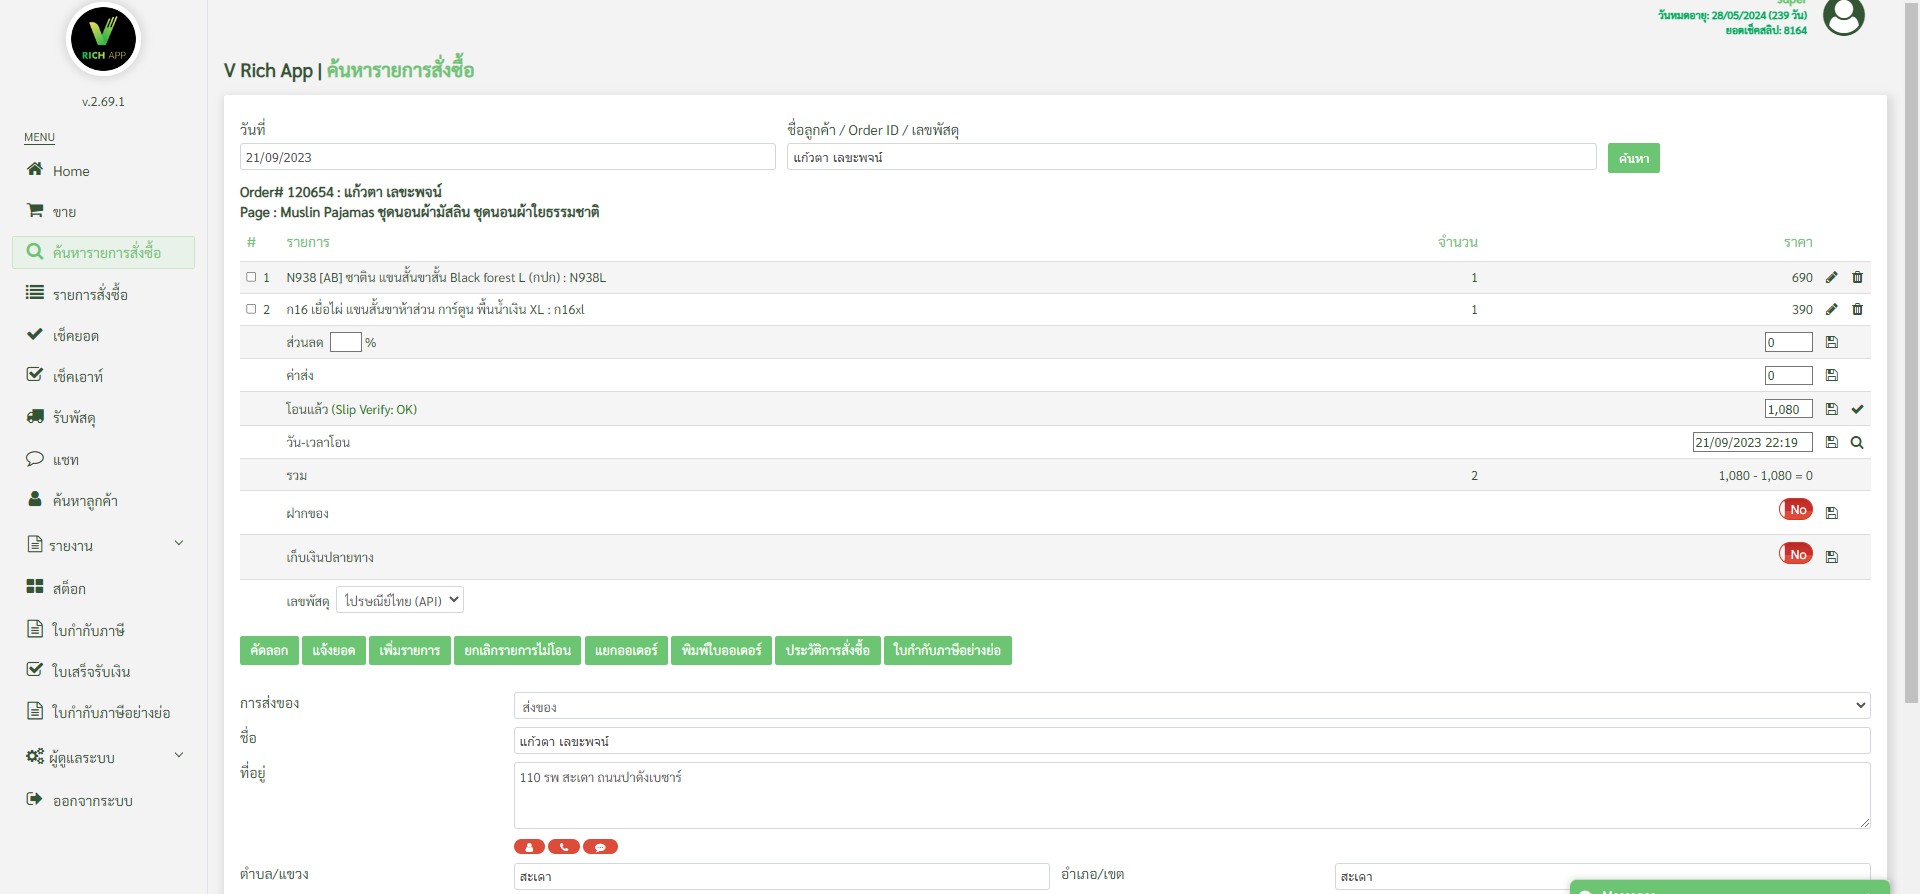 RICH APP
v.2.69.1
MENU
Home
ขาย
ค้นหารายการสั่งซื้อ
รายการสั่งซื้อ
เช็คยอด
เช็คเอาท์
รับพัสดุ
แชท
ค้นหาลูกค้า
รายงาน
สต็อก
ใบกำกับภาษี
ใบเสร็จรับเงิน
ใบกำกับภาษีอย่างย่อ
ผู้ดูแลระบบ
ออกจากระบบ
super
วันหมดอายุ: 28/05/2024 (239 วัน)
ยอดเช็คสลิป: 8164
V Rich App | ค้นหารายการสั่งซื้อ
วันที่ ชื่อลูกค้า / Order ID / เลขพัสดุ
21/09/2023 แก้วตา เลขะพจน์ ค้นหา
Order# 120654 : แก้วตา เลขะพจน์
Page : Muslin Pajamas ชุดนอนผ้ามัสลิน ชุดนอนผ้าใยธรรมชาติ
# รายการ จำนวน ราคา
1 N938 [AB] ซาติน แขนสั้นขาสั้น Black forest L (กปก) : N938L 1 690
2 ก16 เยื่อไผ่ แขนสั้นขาห้าส่วน การ์ตูน พื้นน้ำเงิน XL : ก16xl 1 390
ส่วนลด % 0
ค่าส่ง 0
โอนแล้ว (Slip Verify: OK) 1,080
วัน-เวลาโอน 21/09/2023 22:19
รวม 2 1,080 - 1,080 = 0
ฝากของ No
เก็บเงินปลายทาง No
เลขพัสดุ ไปรษณีย์ไทย (API)
คัดลอก แจ้งยอด เพิ่มรายการ ยกเลิกรายการไม่โอน แยกออเดอร์ พิมพ์ใบออเดอร์ ประวัติการสั่งซื้อ ใบกำกับภาษีอย่างย่อ
การส่งของ ส่งของ
ชื่อ แก้วตา เลขะพจน์
ที่อยู่ 110 รพ สะเดา ถนนปาดังเบซาร์
ตำบล/แขวง สะเดา อำเภอ/เขต สะเดา